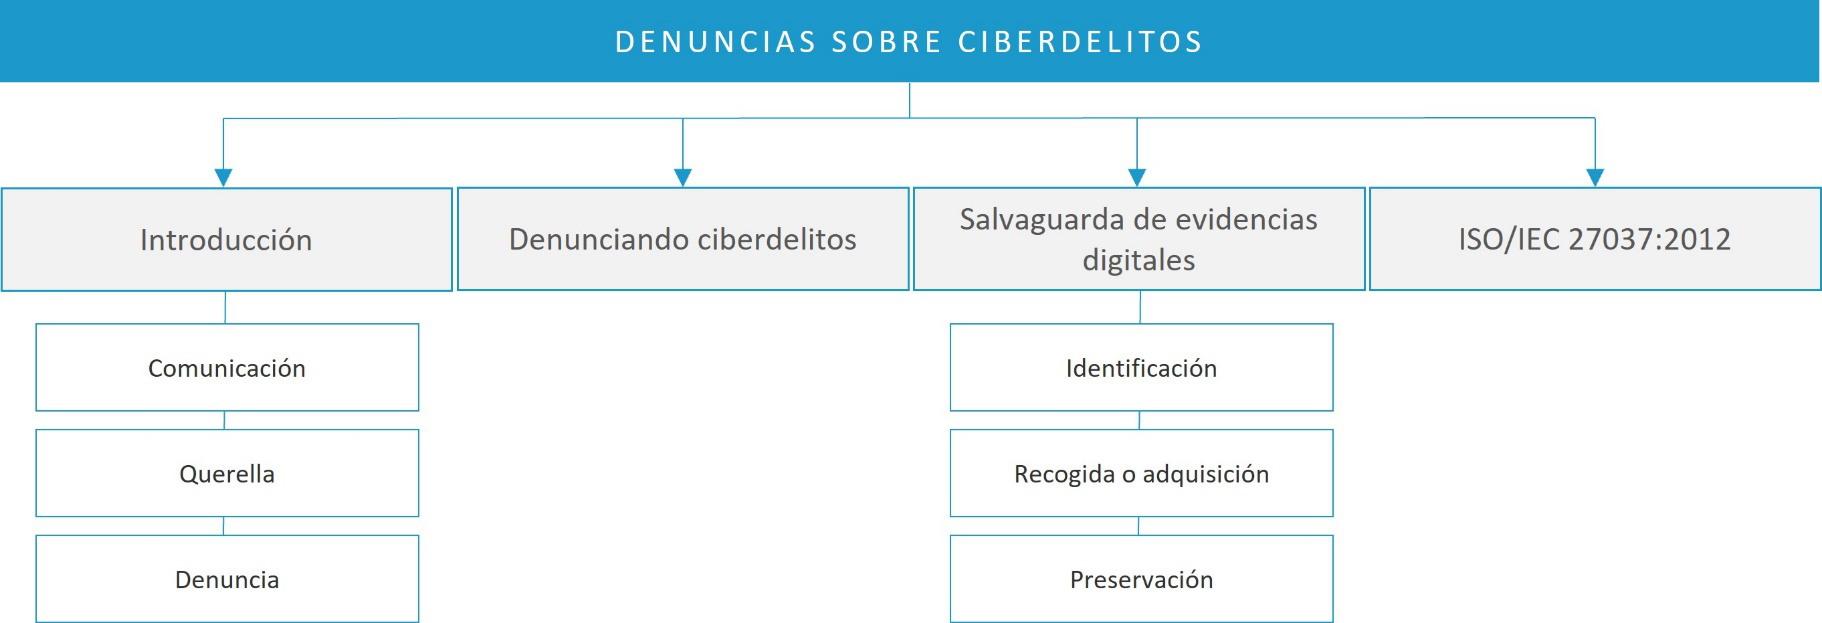 DENUNCIAS SOBRE CIBERDELITOS
Introducción
Denunciando ciberdelitos
Salvaguarda de evidencias
digitales
ISO/IEC 27037:2012
Comunicación
Querella
Denuncia
Identificación
Recogida o adquisición
Preservación